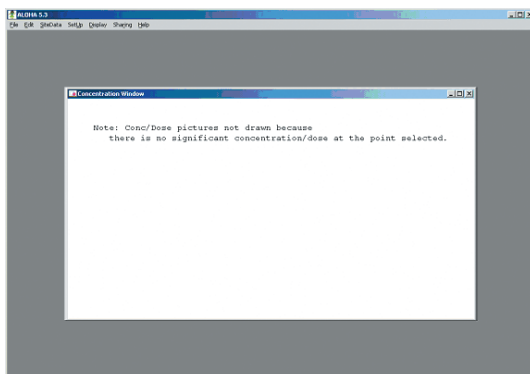 ALOHA 5.3
File Edit SiteData SetUp Display Sharing Help
Concentration Window
Note: Conc/Dose pictures not drawn because
there is no significant concentration/dose at the point selected.